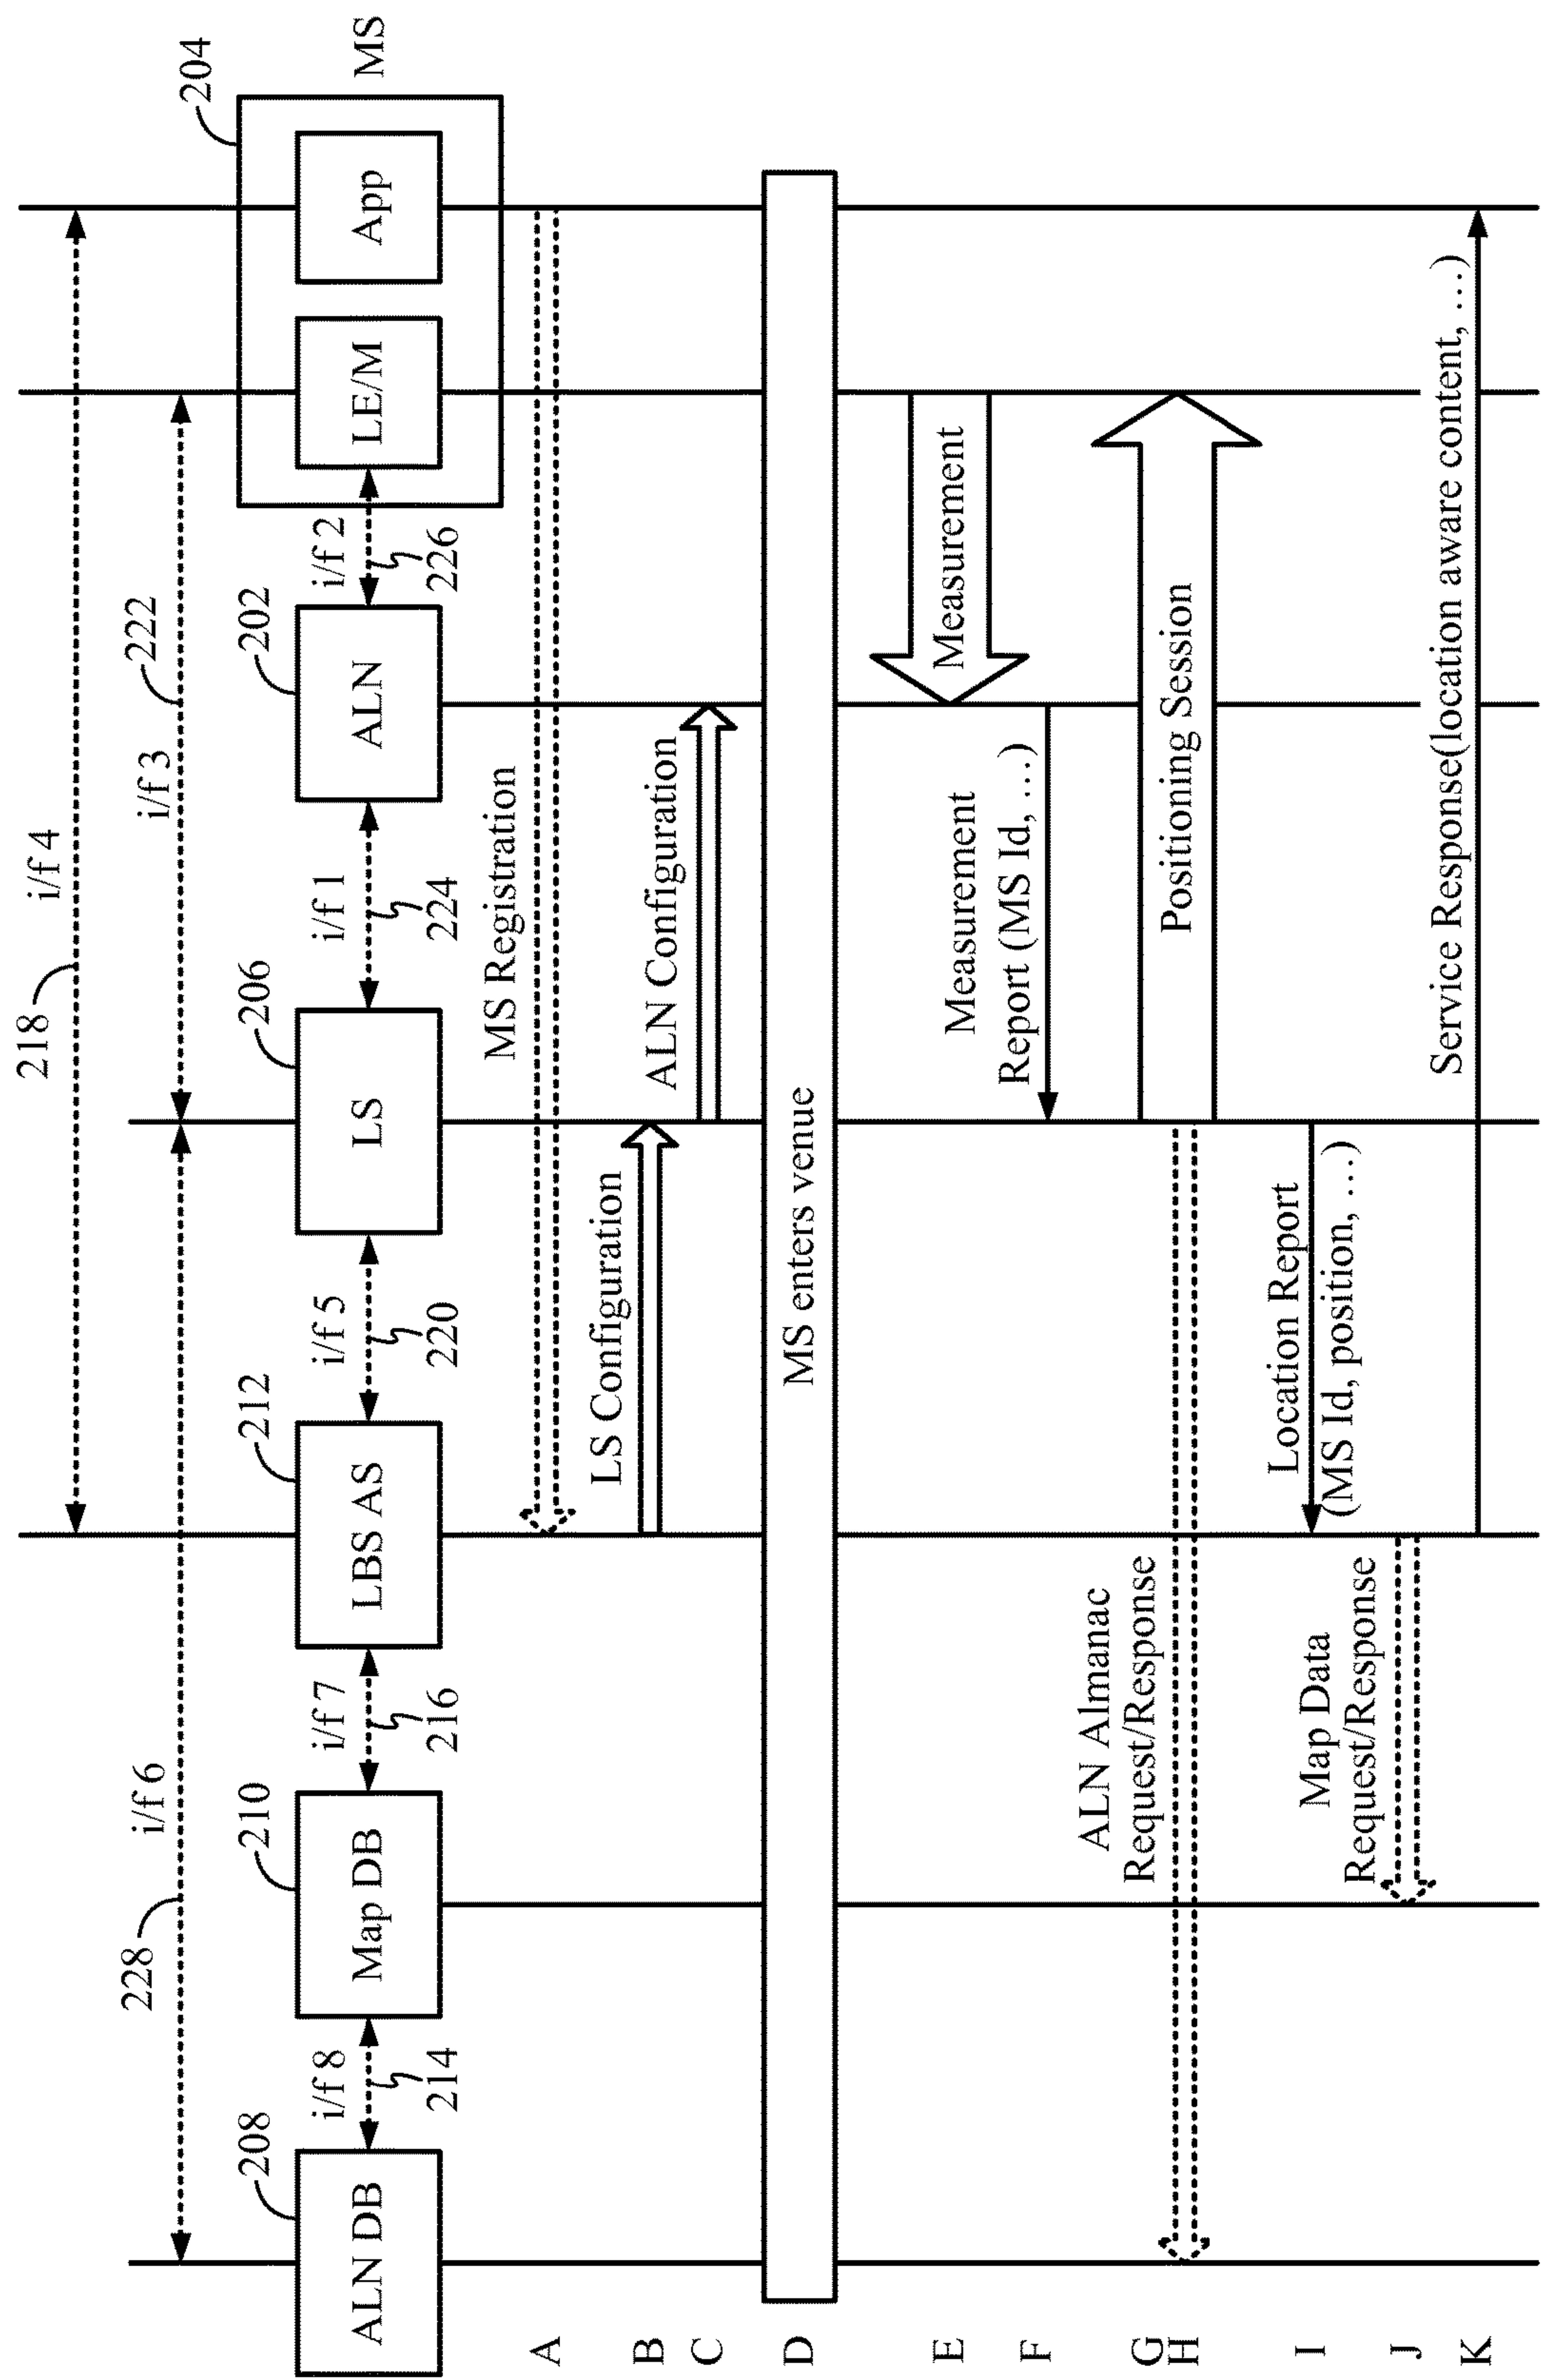 218
i/f 4
228
i/f 6
i/f 3
222
208
210
212
206
202
204
ALN DB
i/f 8
214
Map DB
i/f 7
216
LBS AS
i/f 5
220
LS
i/f 1
224
ALN
i/f 2
226
LE/M
App
MS
A
MS Registration
B
LS Configuration
C
ALN Configuration
D
MS enters venue
E
Measurement
F
Measurement
Report (MS Id, ...)
G
H
ALN Almanac
Request/Response
Positioning Session
I
Location Report
(MS Id, position, ...)
J
Map Data
Request/Response
K
Service Response(location aware content, ...)